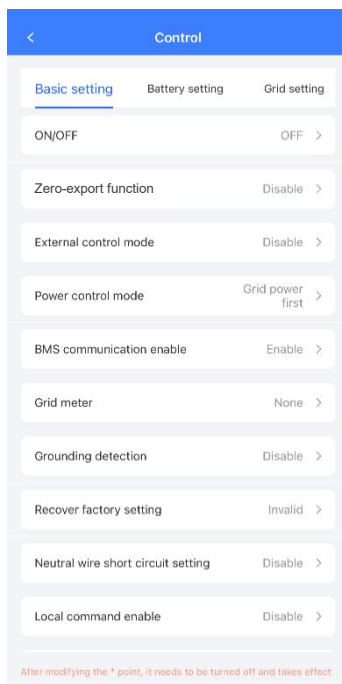 Control
Basic setting Battery setting Grid setting
ON/OFF OFF
Zero-export function Disable
External control mode Disable
Power control mode Grid power
first
BMS communication enable Enable
Grid meter None
Grounding detection Disable
Recover factory setting Invalid
Neutral wire short circuit setting Disable
Local command enable Disable
After modifying the * point, it needs to be turned off and takes effect